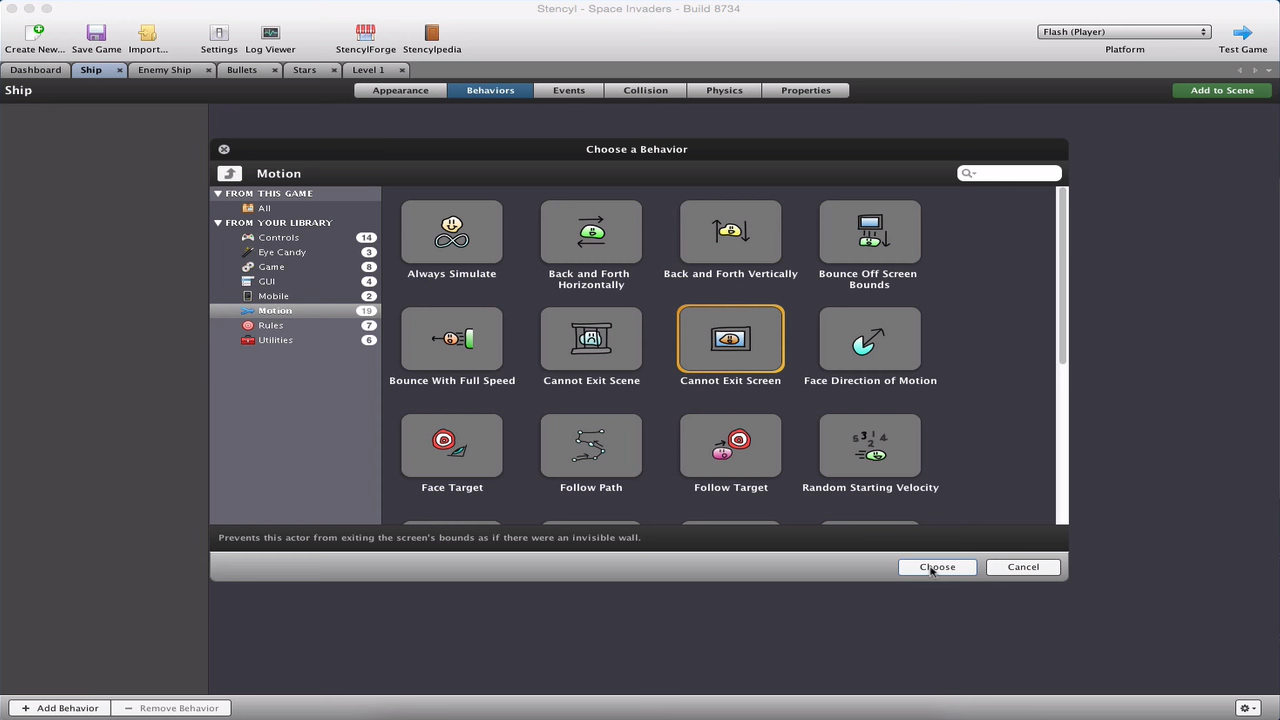 Stencyl - Space Invaders - Build 8734
Create New... Save Game Import... Settings Log Viewer StencylForge Stencylpedia Flash (Player) Platform Test Game
Dashboard Ship Enemy Ship Bullets Stars Level 1
Ship Appearance Behaviors Events Collision Physics Properties Add to Scene
Choose a Behavior
Motion
FROM THIS GAME
All
FROM YOUR LIBRARY
Controls 14
Eye Candy 3
Game 8
GUI 4
Mobile 2
Motion 19
Rules 7
Utilities 6
Always Simulate
Back and Forth
Horizontally
Back and Forth Vertically
Bounce Off Screen
Bounds
Bounce With Full Speed
Cannot Exit Scene
Cannot Exit Screen
Face Direction of Motion
5 3 1 4
2
Face Target
Follow Path
Follow Target
Random Starting Velocity
Prevents this actor from exiting the screen's bounds as if there were an invisible wall.
Choose Cancel
+ Add Behavior − Remove Behavior